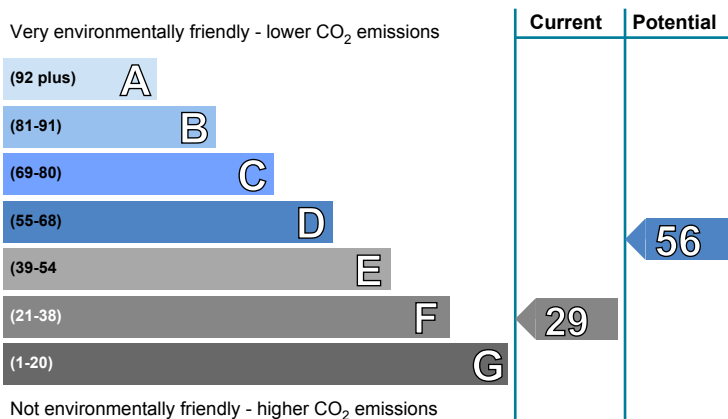 Very environmentally friendly - lower CO2 emissions
Current
Potential
(92 plus) A
(81-91) B
(69-80) C
(55-68) D
56
(39-54 E
(21-38) F
29
(1-20) G
Not environmentally friendly - higher CO2 emissions